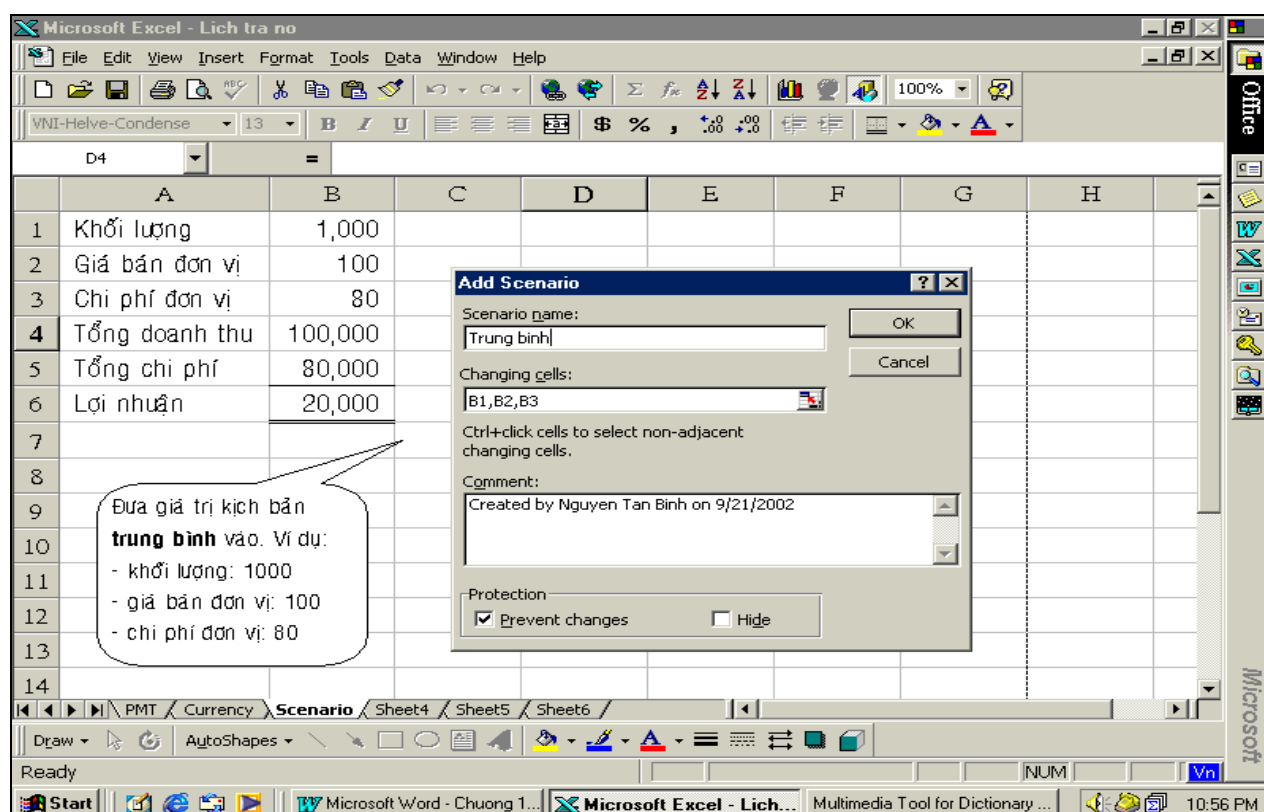 Microsoft Excel - Lich tra no
File Edit View Insert Format Tools Data Window Help
100%
VNI-Helve-Condense 13 B I U $ % ,
D4 =
A B C D E F G H
1 Khối lượng 1,000
2 Giá bán đơn vị 100
3 Chi phí đơn vị 80
4 Tổng doanh thu 100,000
5 Tổng chi phí 80,000
6 Lợi nhuận 20,000
7
8
9
10
11
12
13
14
Add Scenario
Scenario name:
Trung binh
OK
Cancel
Changing cells:
B1,B2,B3
Ctrl+click cells to select non-adjacent
changing cells.
Comment:
Created by Nguyen Tan Binh on 9/21/2002
Protection
Prevent changes Hide
Đưa giá trị kịch bản
trung bình vào. Ví dụ:
- khối lượng: 1000
- giá bán đơn vị: 100
- chi phí đơn vị: 80
PMT Currency Scenario Sheet4 Sheet5 Sheet6
Draw AutoShapes
Ready NUM Vn
Start Microsoft Word - Chuong 1... Microsoft Excel - Lich... Multimedia Tool for Dictionary ... 10:56 PM
Office
Microsoft